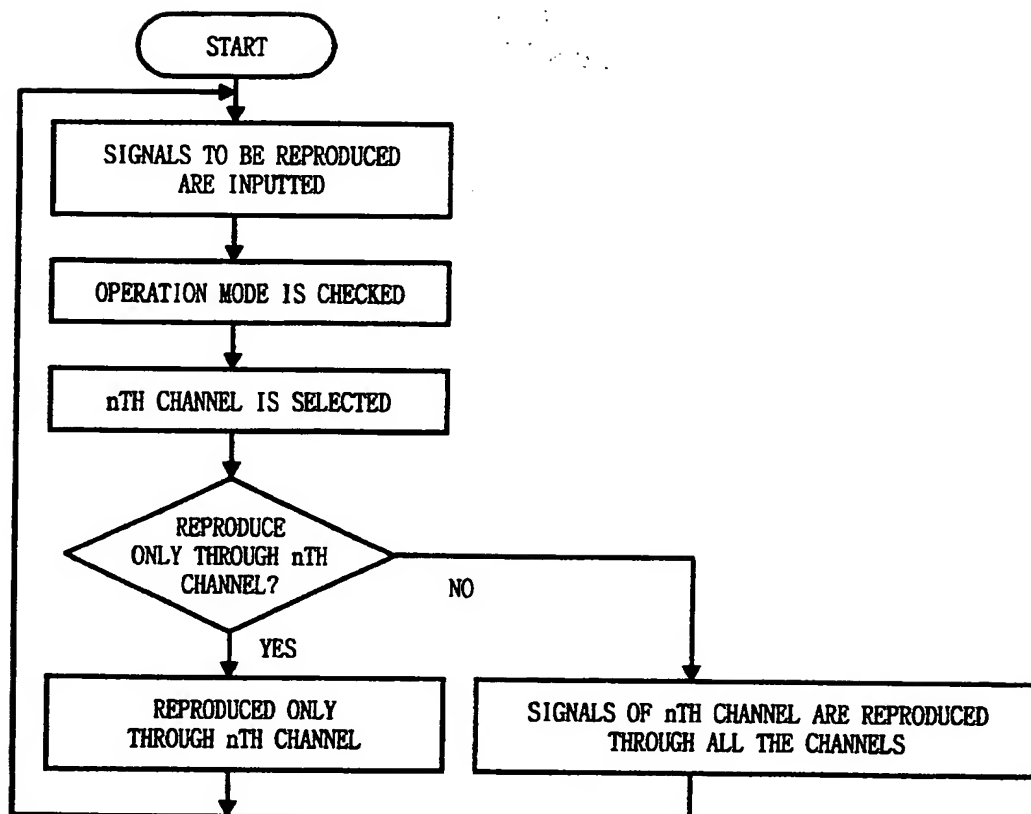 START
SIGNALS TO BE REPRODUCED
ARE INPUTTED
OPERATION MODE IS CHECKED
nTH CHANNEL IS SELECTED
REPRODUCE
ONLY THROUGH nTH
CHANNEL?
NO
YES
REPRODUCED ONLY
THROUGH nTH CHANNEL
SIGNALS OF nTH CHANNEL ARE REPRODUCED
THROUGH ALL THE CHANNELS